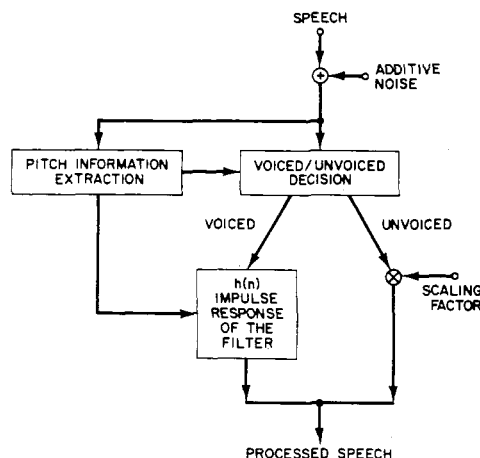 SPEECH
ADDITIVE
NOISE
PITCH INFORMATION
EXTRACTION
VOICED/UNVOICED
DECISION
VOICED
UNVOICED
h(n)
IMPULSE
RESPONSE
OF THE
FILTER
SCALING
FACTOR
PROCESSED SPEECH